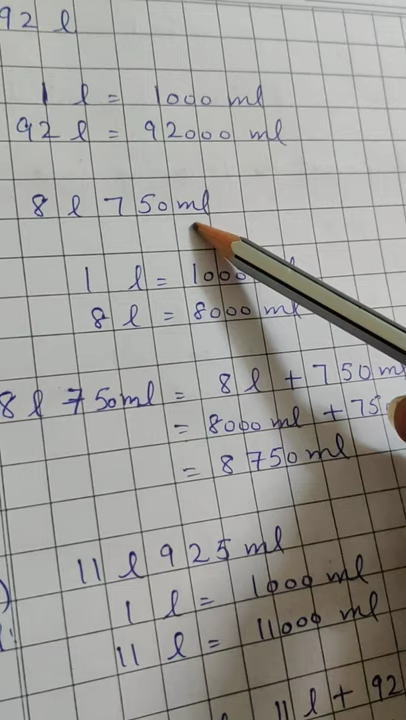 92 l
1 l = 1000 ml
92 l = 92000 ml
8 l 750 ml
1 l = 1000
8 l = 8000 ml
8 l 750 ml = 8 l + 750 m
= 8000 ml + 75
= 8750 ml
11 l 925 ml
1 l = 1000 ml
11 l = 11000 ml
11 l + 92